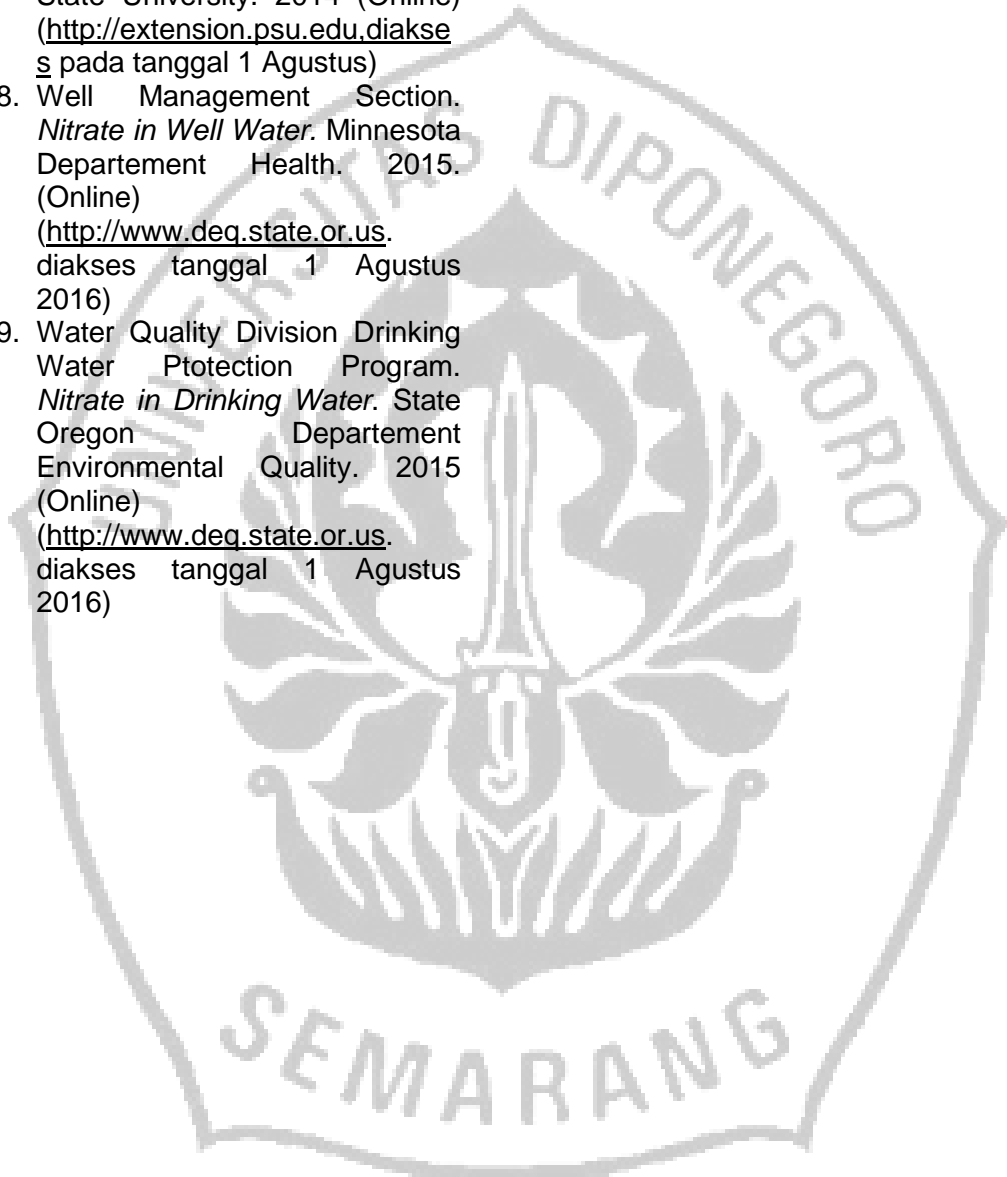 State University. 2014 (Online)
(http://extension.psu.edu,diakse
s pada tanggal 1 Agustus)
8. Well Management Section.
Nitrate in Well Water. Minnesota
Departement Health. 2015.
(Online)
(http://www.deq.state.or.us.
diakses tanggal 1 Agustus
2016)
9. Water Quality Division Drinking
Water Ptotection Program.
Nitrate in Drinking Water. State
Oregon Departement
Environmental Quality. 2015
(Online)
(http://www.deq.state.or.us.
diakses tanggal 1 Agustus
2016)
UNIVERSITAS DIPONEGORO
SEMARANG